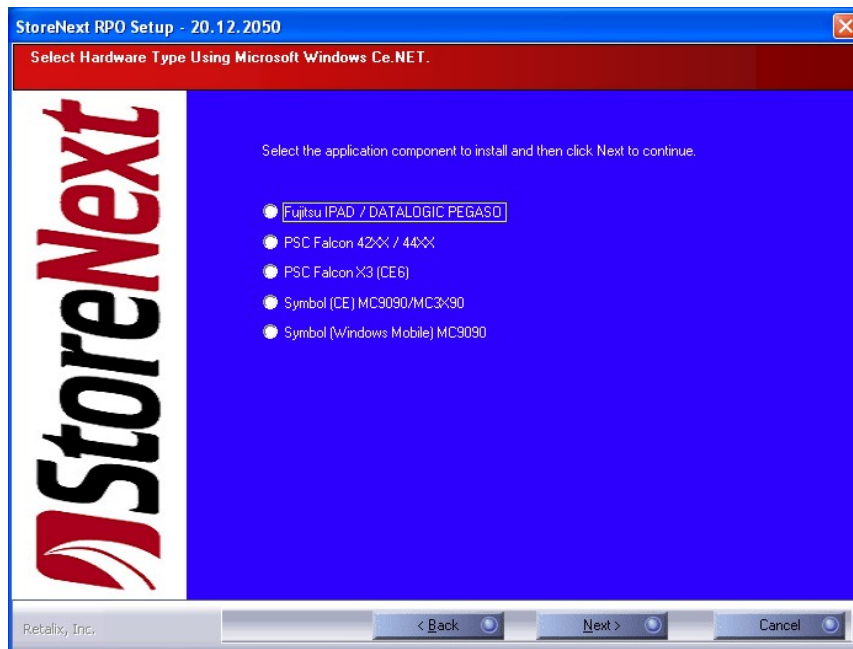 StoreNext RPO Setup - 20.12.2050
Select Hardware Type Using Microsoft Windows Ce.NET.
StoreNext
Select the application component to install and then click Next to continue.
Fujitsu IPAD / DATALOGIC PEGASO
PSC Falcon 42XX / 44XX
PSC Falcon X3 (CE6)
Symbol (CE) MC9090/MC3X90
Symbol (Windows Mobile) MC9090
Retalix, Inc.
< Back
Next >
Cancel